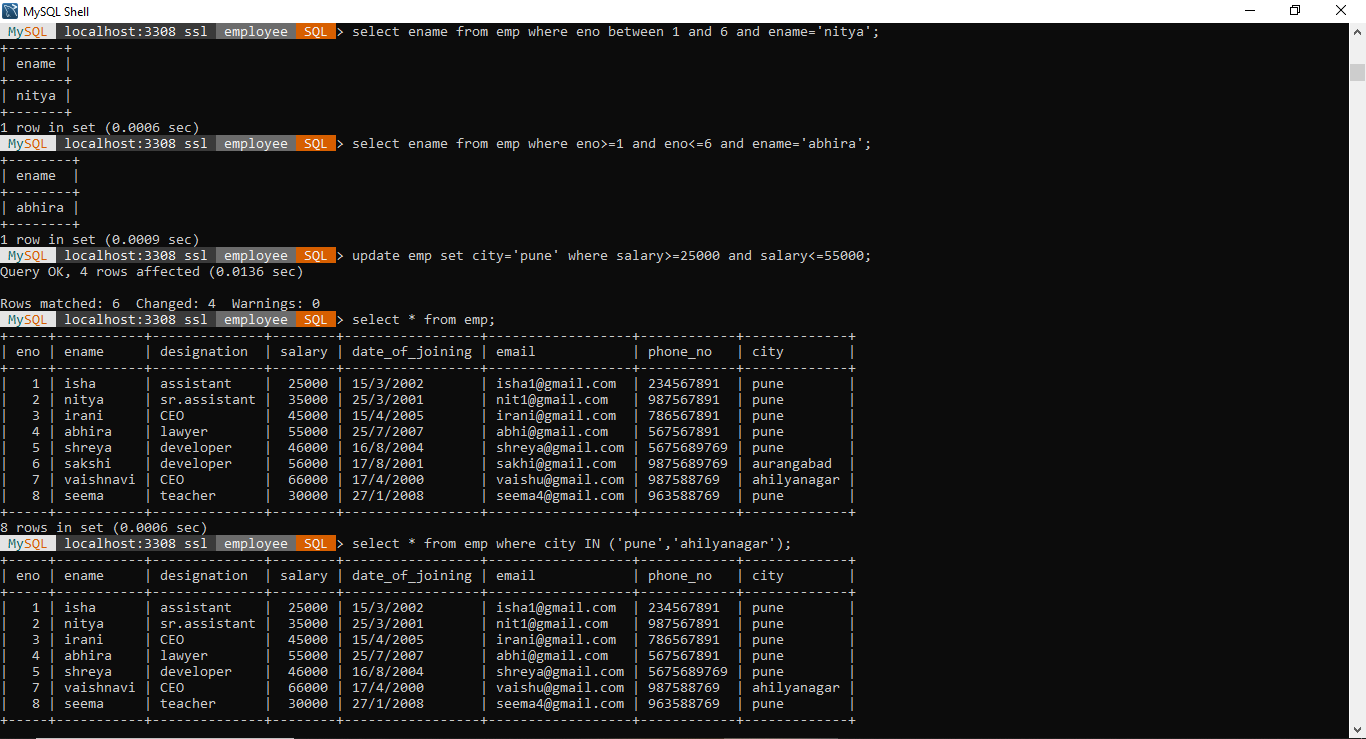 MySQL Shell
MySQL localhost:3308 ssl employee SQL > select ename from emp where eno between 1 and 6 and ename='nitya';
+-------+
| ename |
+-------+
| nitya |
+-------+
1 row in set (0.0006 sec)
MySQL localhost:3308 ssl employee SQL > select ename from emp where eno>=1 and eno<=6 and ename='abhira';
+--------+
| ename  |
+--------+
| abhira |
+--------+
1 row in set (0.0009 sec)
MySQL localhost:3308 ssl employee SQL > update emp set city='pune' where salary>=25000 and salary<=55000;
Query OK, 4 rows affected (0.0136 sec)

Rows matched: 6  Changed: 4  Warnings: 0
MySQL localhost:3308 ssl employee SQL > select * from emp;
+-----+-----------+--------------+--------+-----------------+------------------+------------+-------------+
| eno | ename     | designation  | salary | date_of_joining | email            | phone_no   | city        |
+-----+-----------+--------------+--------+-----------------+------------------+------------+-------------+
|   1 | isha      | assistant    |  25000 | 15/3/2002       | isha1@gmail.com  | 234567891  | pune        |
|   2 | nitya     | sr.assistant |  35000 | 25/3/2001       | nit1@gmail.com   | 987567891  | pune        |
|   3 | irani     | CEO          |  45000 | 15/4/2005       | irani@gmail.com  | 786567891  | pune        |
|   4 | abhira    | lawyer       |  55000 | 25/7/2007       | abhi@gmail.com   | 567567891  | pune        |
|   5 | shreya    | developer    |  46000 | 16/8/2004       | shreya@gmail.com | 5675689769 | pune        |
|   6 | sakshi    | developer    |  56000 | 17/8/2001       | sakhi@gmail.com  | 9875689769 | aurangabad  |
|   7 | vaishnavi | CEO          |  66000 | 17/4/2000       | vaishu@gmail.com | 987588769  | ahilyanagar |
|   8 | seema     | teacher      |  30000 | 27/1/2008       | seema4@gmail.com | 963588769  | pune        |
+-----+-----------+--------------+--------+-----------------+------------------+------------+-------------+
8 rows in set (0.0006 sec)
MySQL localhost:3308 ssl employee SQL > select * from emp where city IN ('pune','ahilyanagar');
+-----+-----------+--------------+--------+-----------------+------------------+------------+-------------+
| eno | ename     | designation  | salary | date_of_joining | email            | phone_no   | city        |
+-----+-----------+--------------+--------+-----------------+------------------+------------+-------------+
|   1 | isha      | assistant    |  25000 | 15/3/2002       | isha1@gmail.com  | 234567891  | pune        |
|   2 | nitya     | sr.assistant |  35000 | 25/3/2001       | nit1@gmail.com   | 987567891  | pune        |
|   3 | irani     | CEO          |  45000 | 15/4/2005       | irani@gmail.com  | 786567891  | pune        |
|   4 | abhira    | lawyer       |  55000 | 25/7/2007       | abhi@gmail.com   | 567567891  | pune        |
|   5 | shreya    | developer    |  46000 | 16/8/2004       | shreya@gmail.com | 5675689769 | pune        |
|   7 | vaishnavi | CEO          |  66000 | 17/4/2000       | vaishu@gmail.com | 987588769  | ahilyanagar |
|   8 | seema     | teacher      |  30000 | 27/1/2008       | seema4@gmail.com | 963588769  | pune        |
+-----+-----------+--------------+--------+-----------------+------------------+------------+-------------+